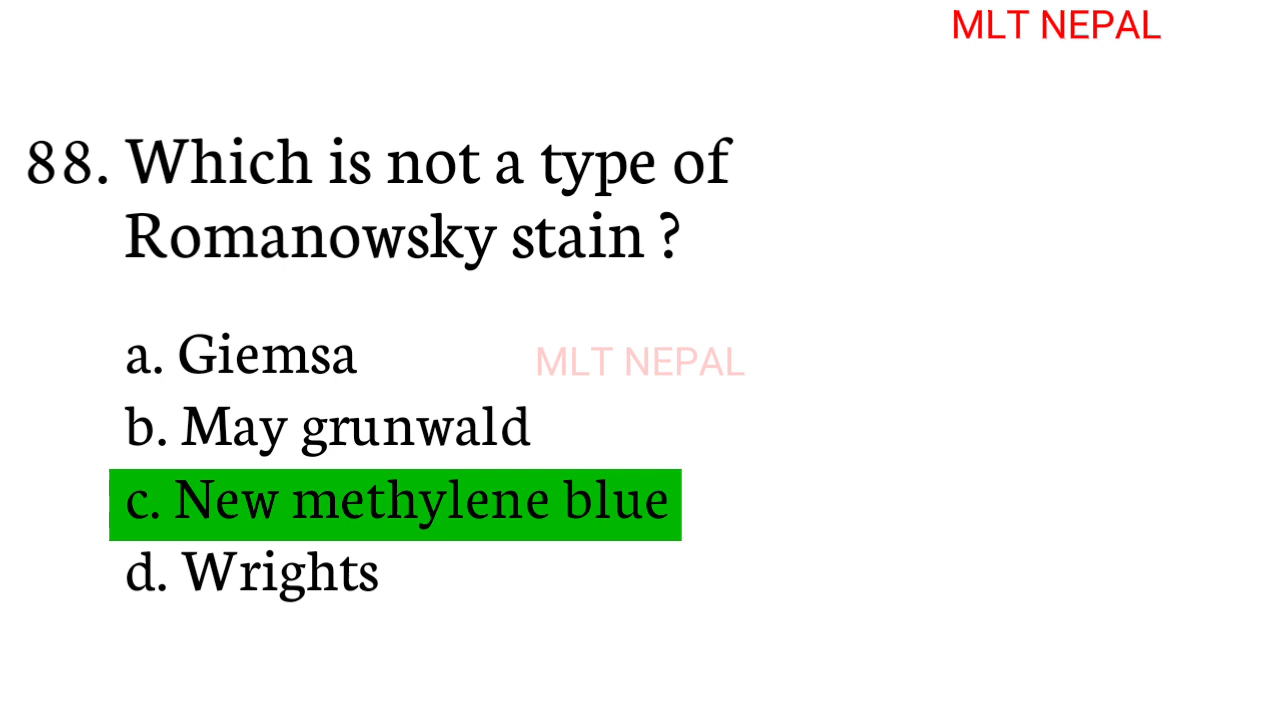 MLT NEPAL
88. Which is not a type of
Romanowsky stain ?
a. Giemsa
MLT NEPAL
b. May grunwald
c. New methylene blue
d. Wrights